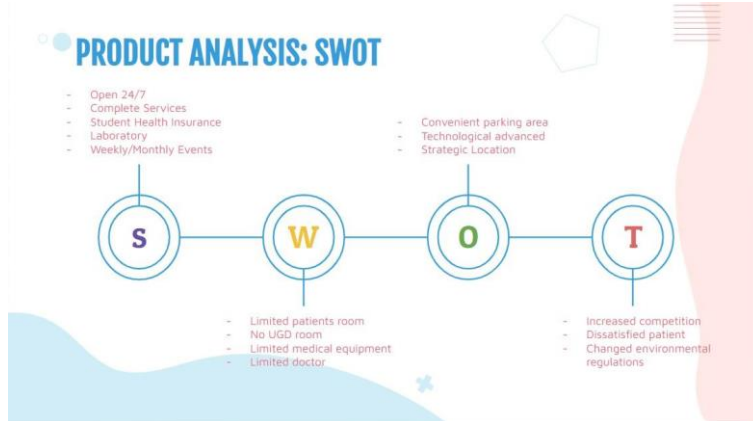 PRODUCT ANALYSIS: SWOT
- Open 24/7
- Complete Services
- Student Health Insurance
- Laboratory
- Weekly/Monthly Events
- Convenient parking area
- Technological advanced
- Strategic Location
S
W
O
T
- Limited patients room
- No UGD room
- Limited medical equipment
- Limited doctor
- Increased competition
- Dissatisfied patient
- Changed environmental
regulations